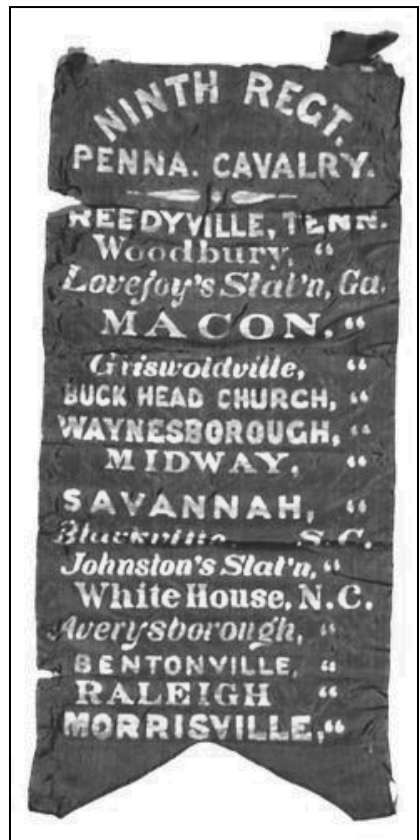 NINTH REGT.
PENNA. CAVALRY.
REEDYVILLE, TENN.
Woodbury, "
Lovejoy's Stat'n, Ga.
MACON. "
Griswoldville, "
BUCK HEAD CHURCH, "
WAYNESBOROUGH, "
MIDWAY, "
SAVANNAH, "
Blackville, S.C.
Johnston's Stat'n, "
White House, N.C.
Averysborough, "
BENTONVILLE, "
RALEIGH "
MORRISVILLE, "